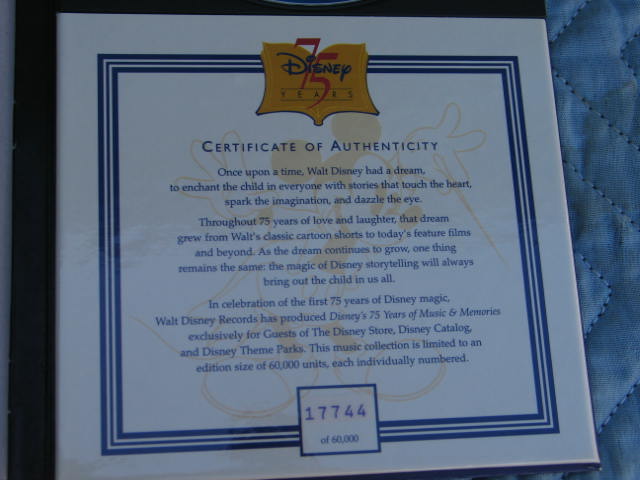 75
Disney
YEARS
CERTIFICATE OF AUTHENTICITY
Once upon a time, Walt Disney had a dream,
to enchant the child in everyone with stories that touch the heart,
spark the imagination, and dazzle the eye.
Throughout 75 years of love and laughter, that dream
grew from Walt's classic cartoon shorts to today's feature films
and beyond. As the dream continues to grow, one thing
remains the same: the magic of Disney storytelling will always
bring out the child in us all.
In celebration of the first 75 years of Disney magic,
Walt Disney Records has produced Disney's 75 Years of Music & Memories
exclusively for Guests of The Disney Store, Disney Catalog,
and Disney Theme Parks. This music collection is limited to an
edition size of 60,000 units, each individually numbered.
17744
of 60,000